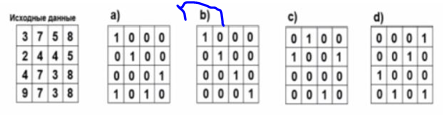 Исходные данные a) b) c) d)
3 7 5 8 1 0 0 0 1 0 0 0 0 1 0 0 0 0 0 1
2 4 4 5 0 1 0 0 0 1 0 0 1 0 0 1 0 0 1 0
4 7 3 8 0 0 0 1 0 0 1 0 0 0 0 0 1 0 0 0
9 7 3 8 1 0 1 0 0 0 0 1 0 0 1 0 0 1 0 1